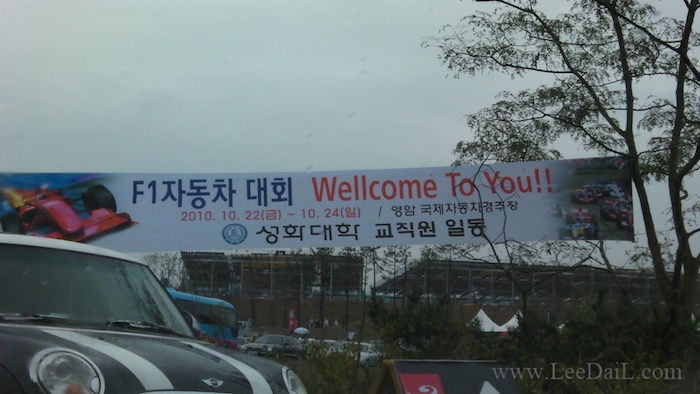 F1자동차 대회 Wellcome To You!!
2010. 10. 22(금) ~ 10. 24(일) / 영암 국제자동차경주장
성화대학 교직원 일동
2
www.LeeDaiL.com